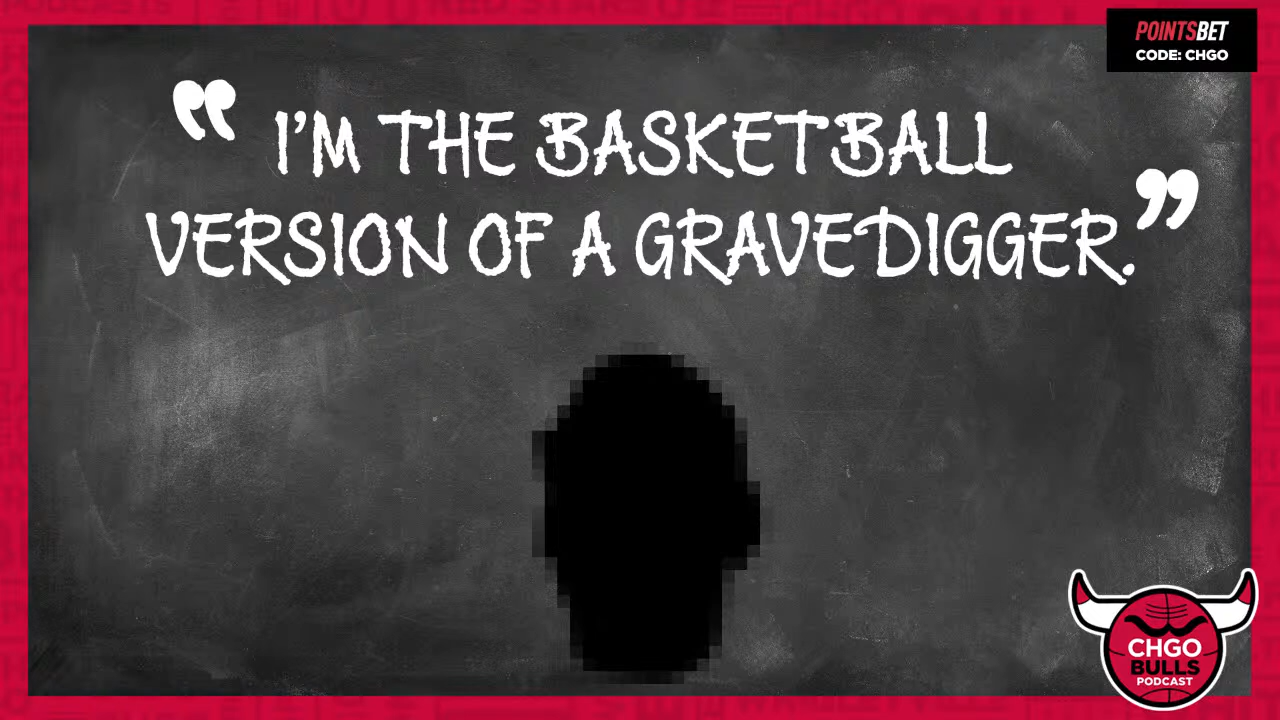 POINTSBET
CODE: CHGO
“ I’M THE BASKETBALL
VERSION OF A GRAVEDIGGER.”
CHGO
BULLS
PODCAST